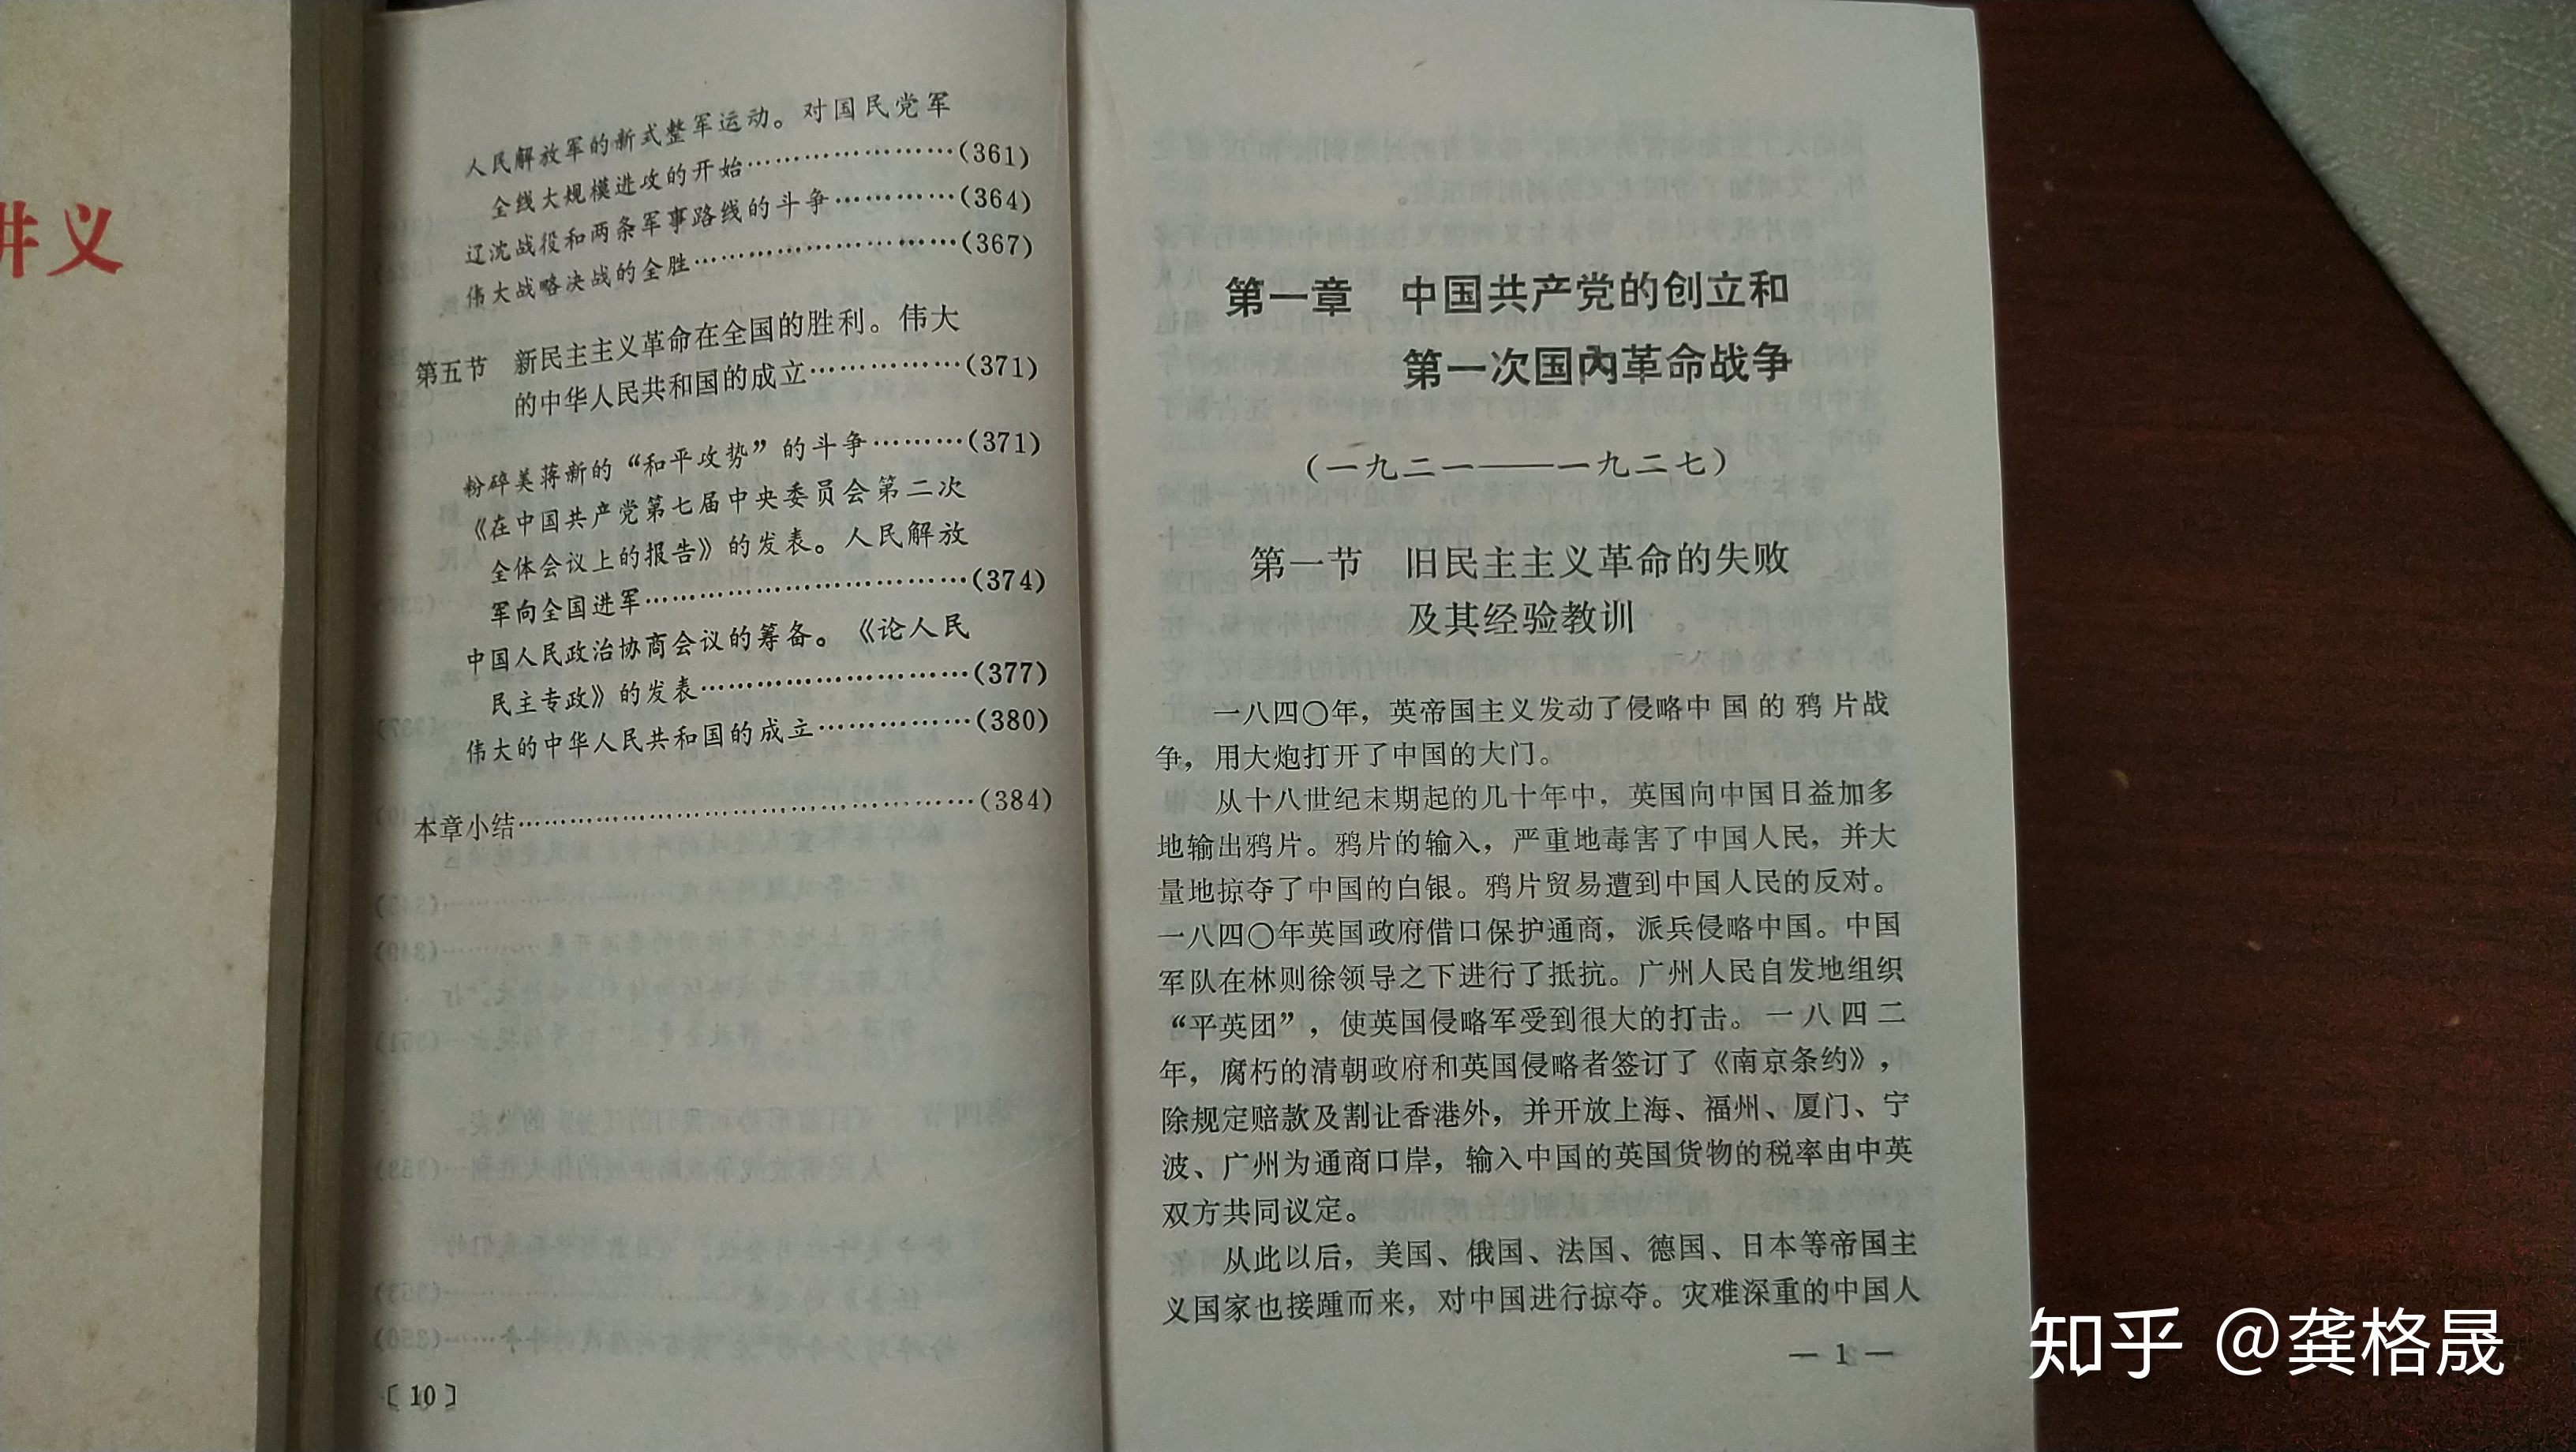 讲义
人民解放军的新式整军运动。对国民党军
全线大规模进攻的开始……………………(361)
辽沈战役和两条军事路线的斗争…………(364)
伟大战略决战的全胜………………………(367)
第五节 新民主主义革命在全国的胜利。伟大
的中华人民共和国的成立……………(371)
粉碎美蒋新的“和平攻势”的斗争………(371)
《在中国共产党第七届中央委员会第二次
全体会议上的报告》的发表。人民解放
军向全国进军………………………………(374)
中国人民政治协商会议的筹备。《论人民
民主专政》的发表…………………………(377)
伟大的中华人民共和国的成立……………(380)
本章小结……………………………………………(384)
〔10〕
第一章 中国共产党的创立和
第一次国内革命战争
(一九二一——一九二七)
第一节 旧民主主义革命的失败
及其经验教训
一八四〇年，英帝国主义发动了侵略中国的鸦片战
争，用大炮打开了中国的大门。
从十八世纪末期起的几十年中，英国向中国日益加多
地输出鸦片。鸦片的输入，严重地毒害了中国人民，并大
量地掠夺了中国的白银。鸦片贸易遭到中国人民的反对。
一八四〇年英国政府借口保护通商，派兵侵略中国。中国
军队在林则徐领导之下进行了抵抗。广州人民自发地组织
“平英团”，使英国侵略军受到很大的打击。一八四二
年，腐朽的清朝政府和英国侵略者签订了《南京条约》，
除规定赔款及割让香港外，并开放上海、福州、厦门、宁
波、广州为通商口岸，输入中国的英国货物的税率由中英
双方共同议定。
从此以后，美国、俄国、法国、德国、日本等帝国主
义国家也接踵而来，对中国进行掠夺。灾难深重的中国人
— 1 —
知乎 @龚格晟